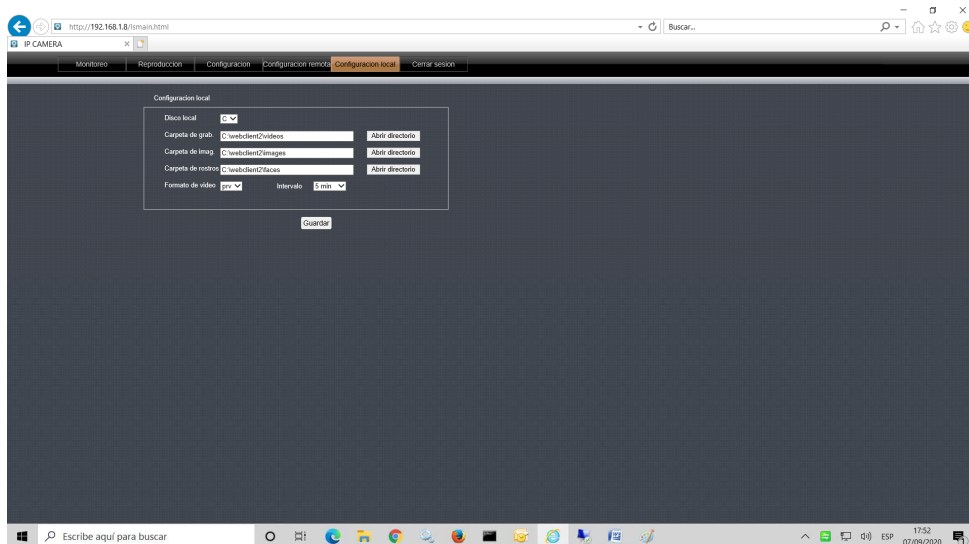 http://192.168.1.8/lsmain.html
Buscar...
IP CAMERA
Monitoreo
Reproduccion
Configuracion
Configuracion remota
Configuracion local
Cerrar sesion
Configuracion local
Disco local C
Carpeta de grab. C:\webclient2\videos Abrir directorio
Carpeta de imag. C:\webclient2\images Abrir directorio
Carpeta de rostros C:\webclient2\faces Abrir directorio
Formato de video prv Intervalo 5 min
Guardar
Escribe aquí para buscar
ESP
17:52
07/09/2020